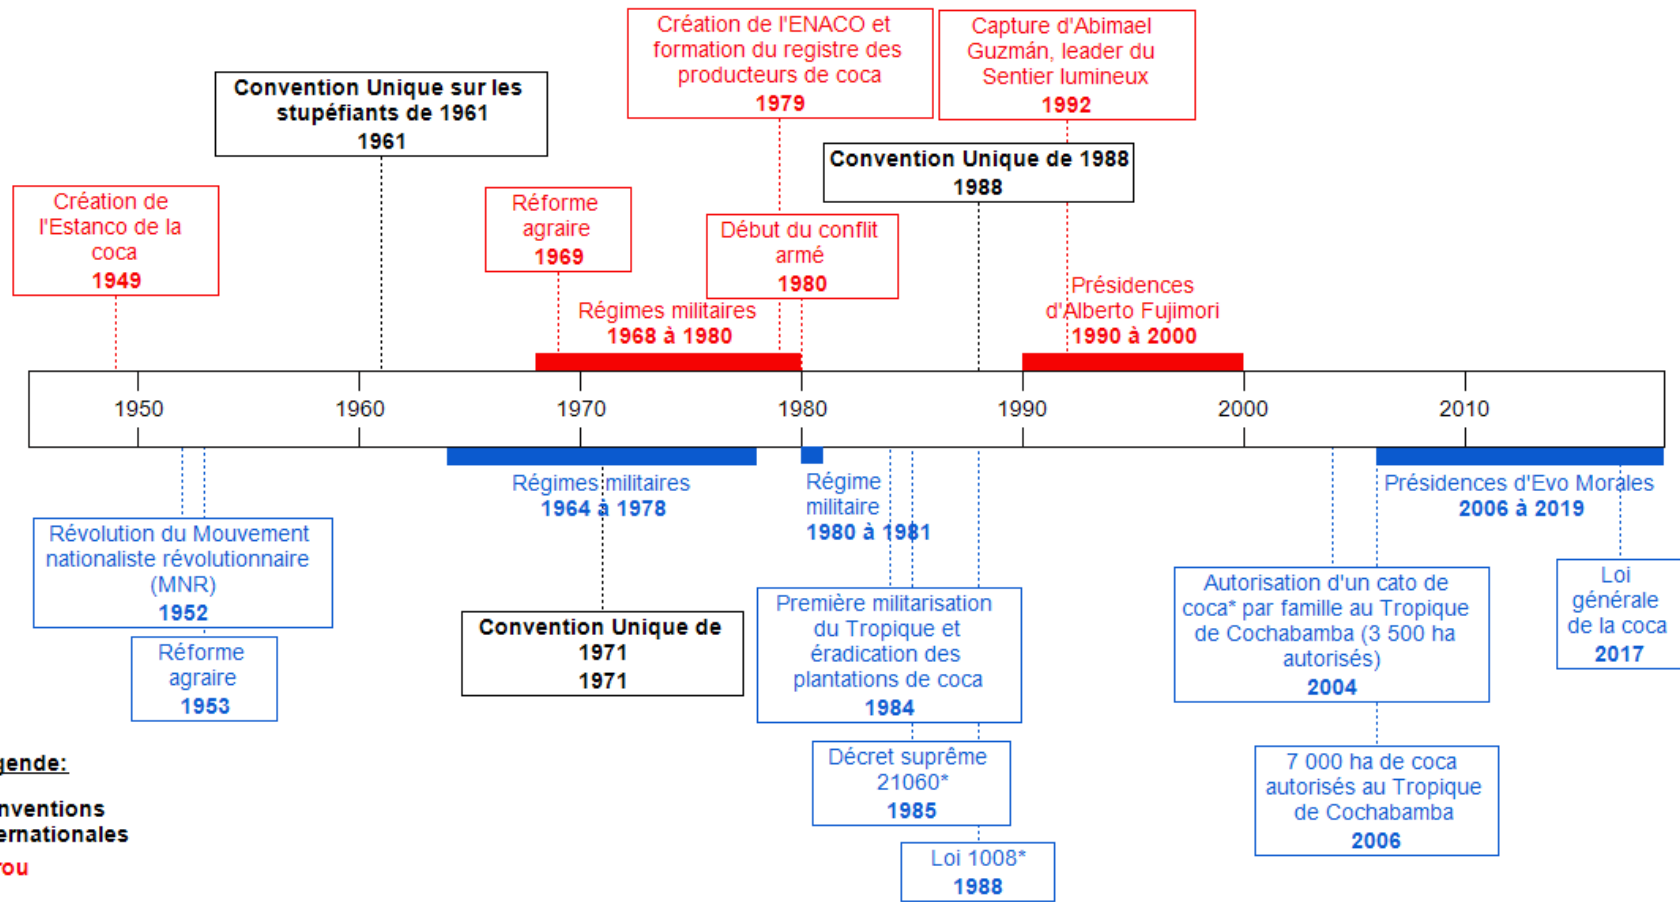 Création de l'ENACO et
formation du registre des
producteurs de coca
1979
Capture d'Abimael
Guzmán, leader du
Sentier lumineux
1992
Convention Unique sur les
stupéfiants de 1961
1961
Convention Unique de 1988
1988
Création de
l'Estanco de la
coca
1949
Réforme
agraire
1969
Début du conflit
armé
1980
Régimes militaires
1968 à 1980
Présidences
d'Alberto Fujimori
1990 à 2000
1950 1960 1970 1980 1990 2000 2010
Régimes militaires
1964 à 1978
Régime
militaire
1980 à 1981
Présidences d'Evo Morales
2006 à 2019
Révolution du Mouvement
nationaliste révolutionnaire
(MNR)
1952
Réforme
agraire
1953
Convention Unique de
1971
1971
Première militarisation
du Tropique et
éradication des
plantations de coca
1984
Décret suprême
21060*
1985
Loi 1008*
1988
Autorisation d'un cato de
coca* par famille au Tropique
de Cochabamba (3 500 ha
autorisés)
2004
7 000 ha de coca
autorisés au Tropique
de Cochabamba
2006
Loi
générale
de la coca
2017
gende:
nventions
ernationales
rou